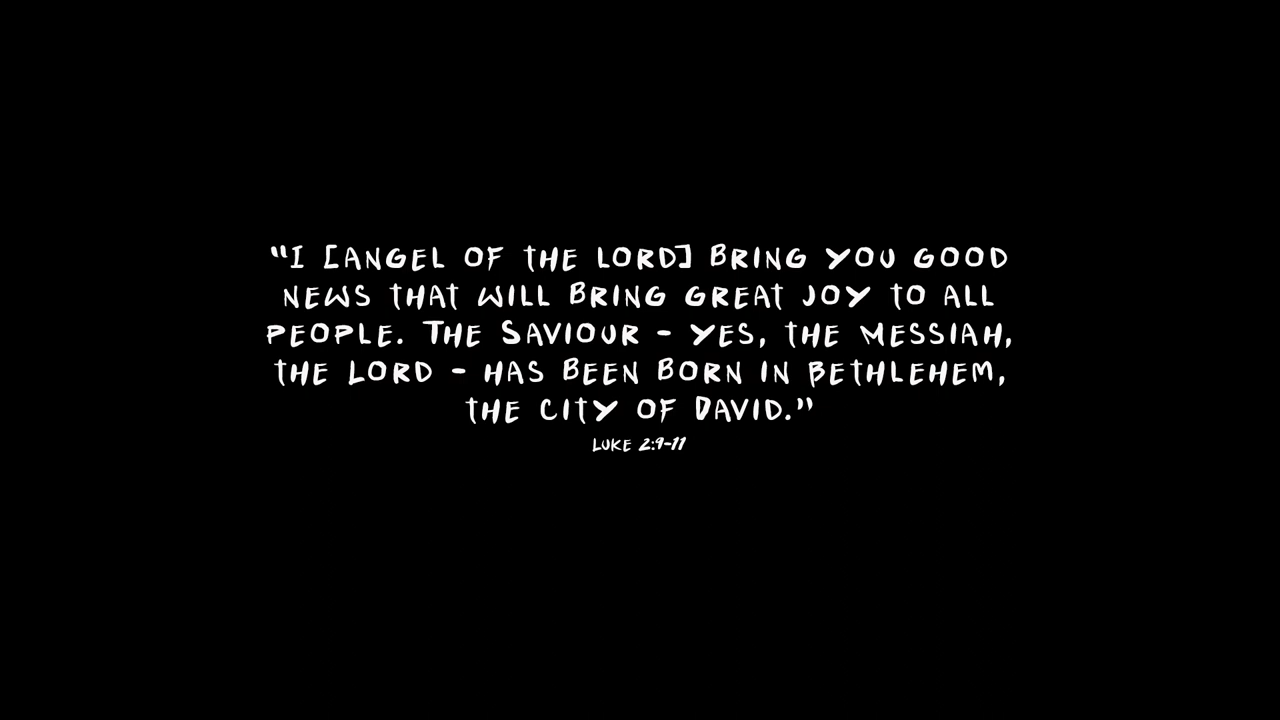 "I [ANGEL OF THE LORD] BRING YOU GOOD
NEWS THAT WILL BRING GREAT JOY TO ALL
PEOPLE. THE SAVIOUR - YES, THE MESSIAH,
THE LORD - HAS BEEN BORN IN BETHLEHEM,
THE CITY OF DAVID."
LUKE 2:9-11